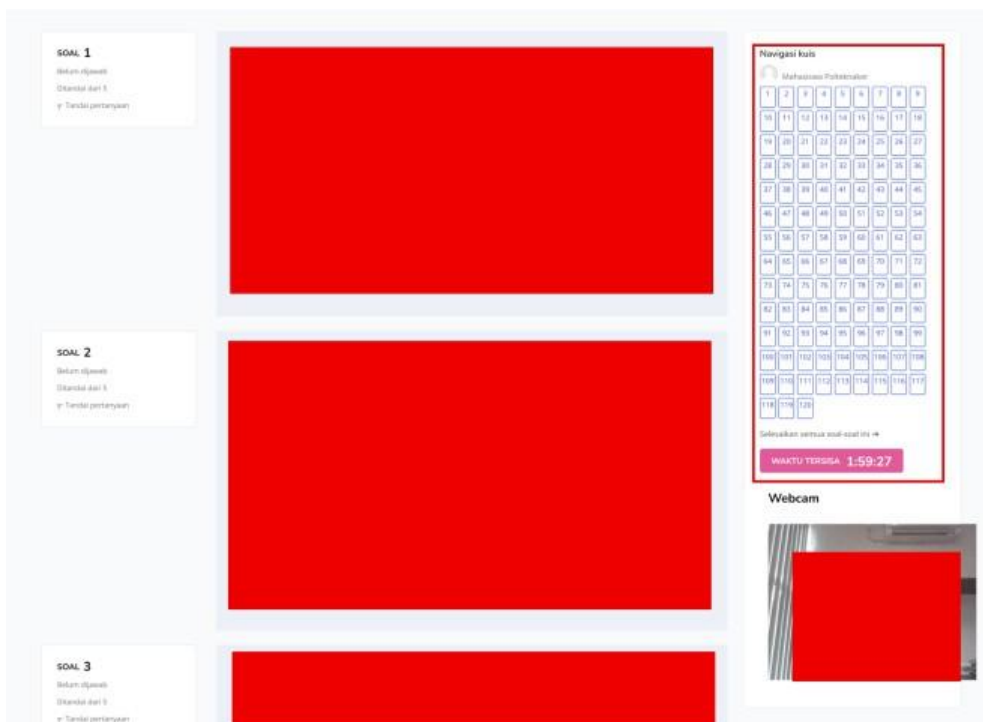 SOAL 1
Belum dijawab
Ditandai dari 5
Tandai pertanyaan
SOAL 2
Belum dijawab
Ditandai dari 5
Tandai pertanyaan
SOAL 3
Belum dijawab
Ditandai dari 5
Tandai pertanyaan
Navigasi kuis
Mahasiswa Polteknaker
1 2 3 4 5 6 7 8 9
10 11 12 13 14 15 16 17 18
19 20 21 22 23 24 25 26 27
28 29 30 31 32 33 34 35 36
37 38 39 40 41 42 43 44 45
46 47 48 49 50 51 52 53 54
55 56 57 58 59 60 61 62 63
64 65 66 67 68 69 70 71 72
73 74 75 76 77 78 79 80 81
82 83 84 85 86 87 88 89 90
91 92 93 94 95 96 97 98 99
100 101 102 103 104 105 106 107 108
109 110 111 112 113 114 115 116 117
118 119 120
Selesaikan semua soal-soal ini ➔
WAKTU TERSISA 1:59:27
Webcam